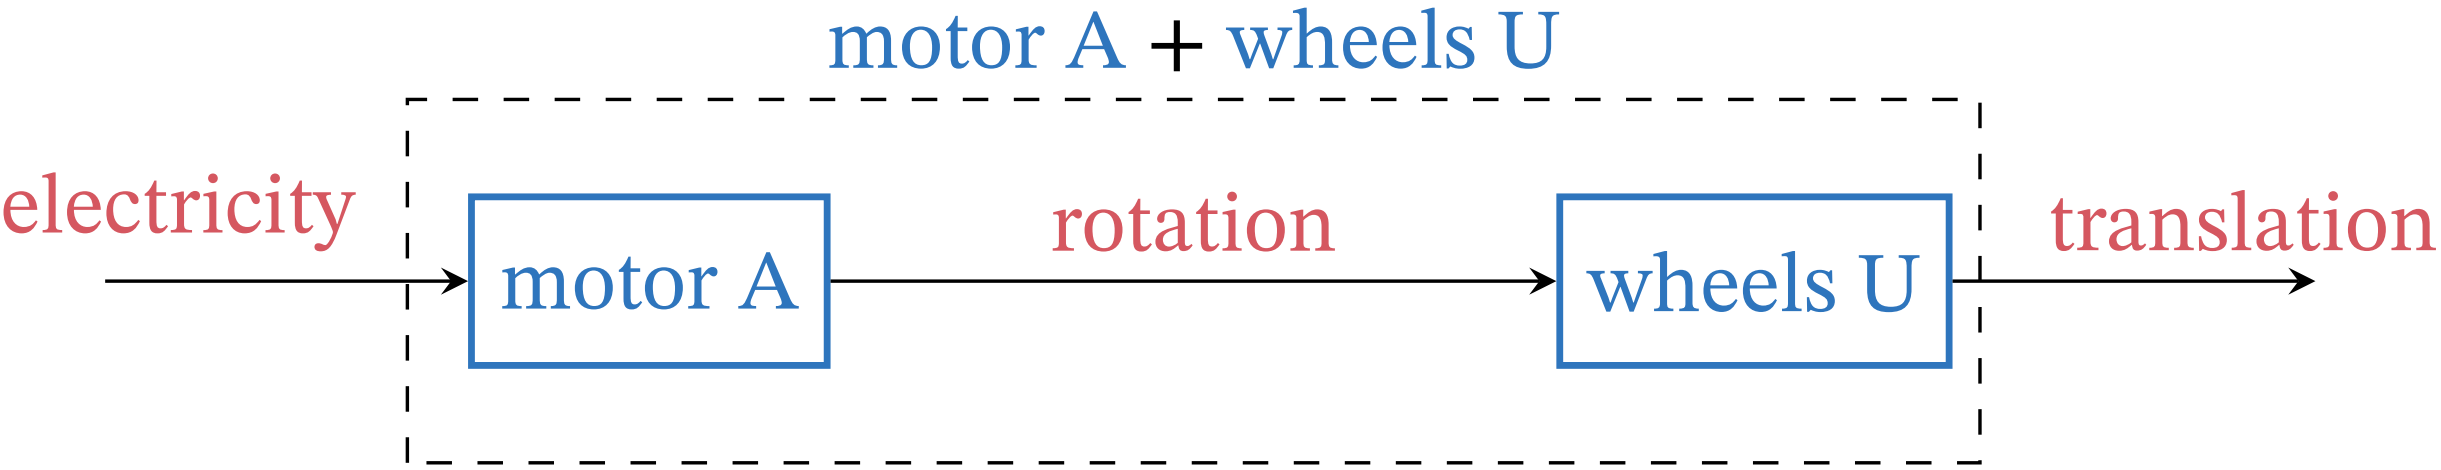 motor A + wheels U
electricity
motor A
rotation
wheels U
translation